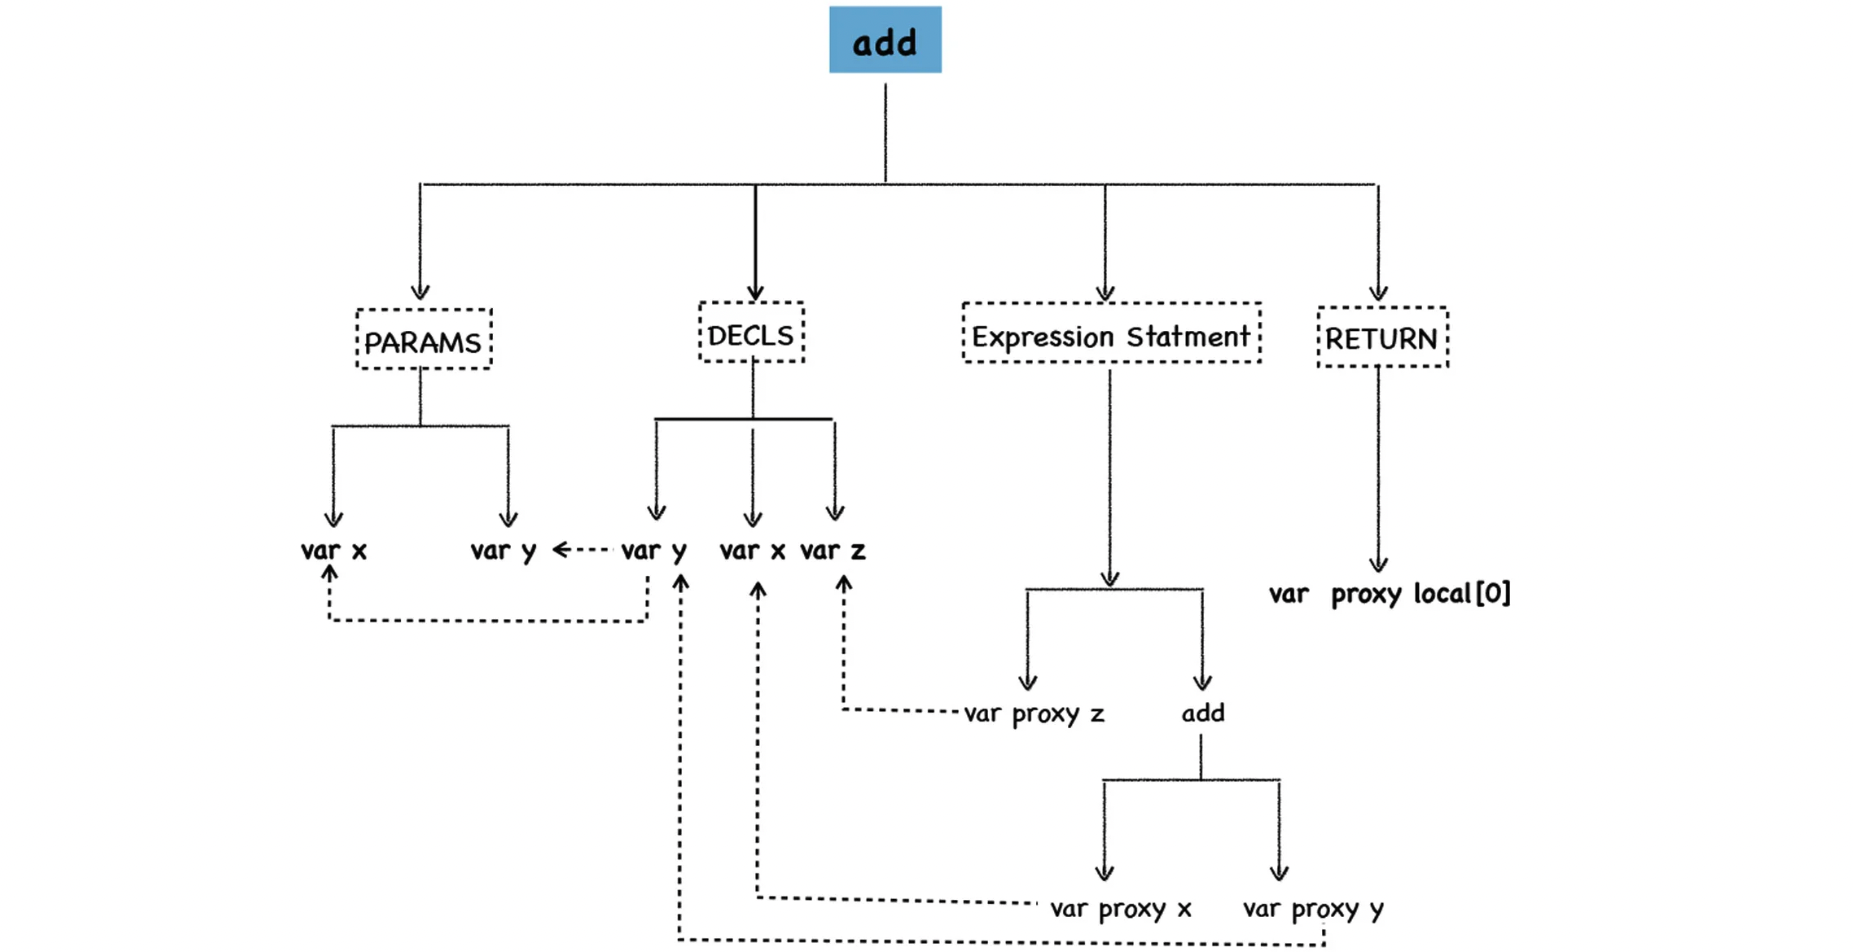 add
PARAMS
DECLS
Expression Statment
RETURN
var x
var y
var y
var x
var z
var proxy local[0]
var proxy z
add
var proxy x
var proxy y